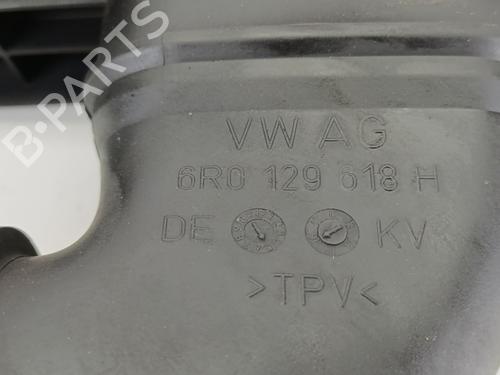 B-PARTS
VW AG
6R0 129 618 H
DE KV
>TPV<